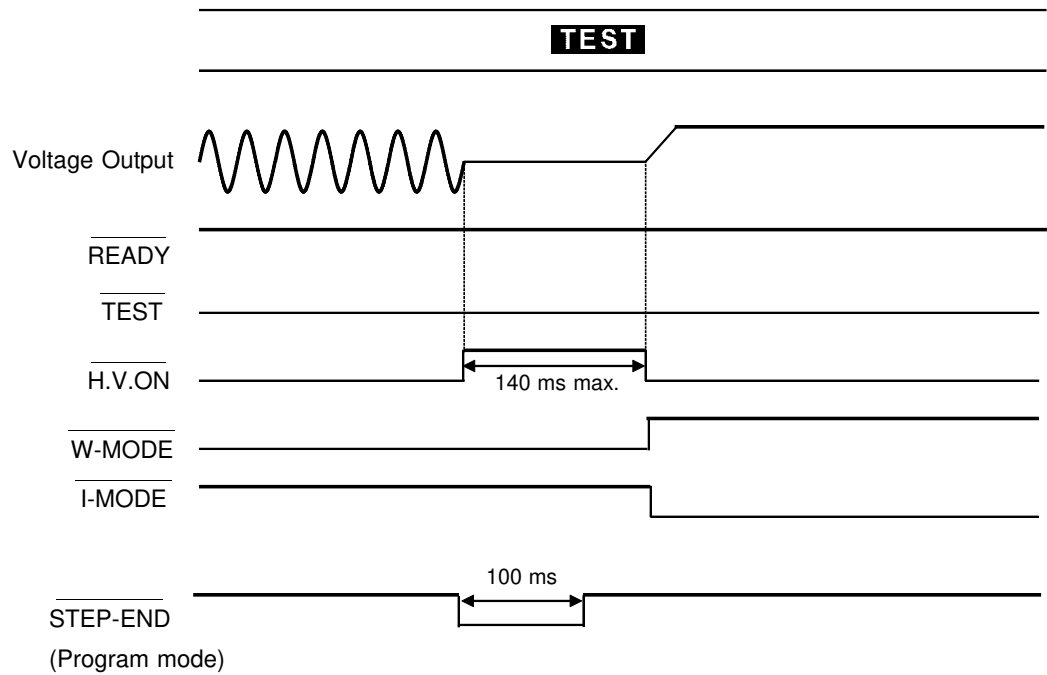 TEST
Voltage Output
READY
TEST
H.V.ON
140 ms max.
W-MODE
I-MODE
100 ms
STEP-END
(Program mode)